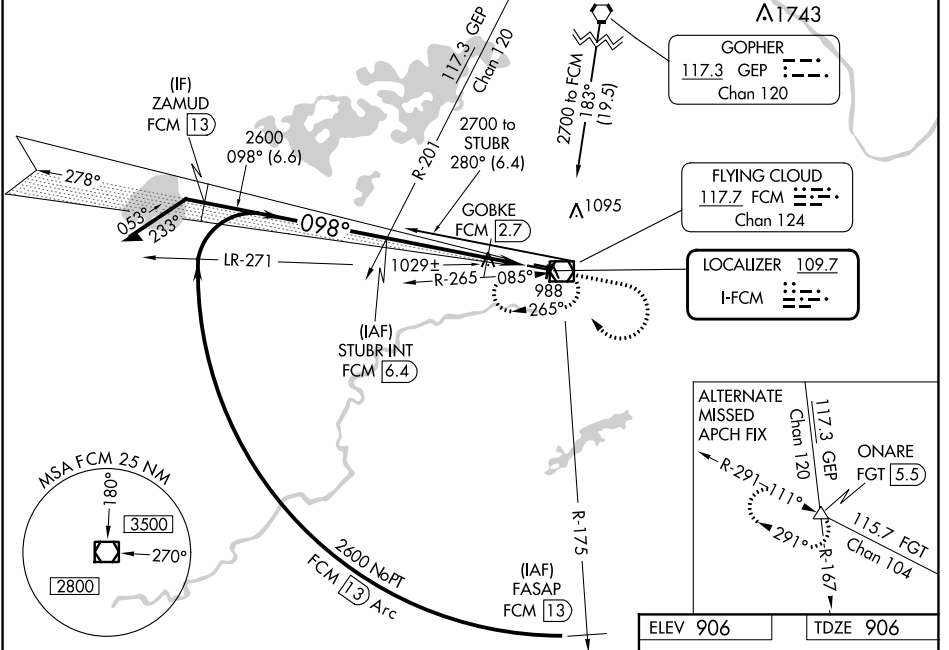 1743
GOPHER
117.3 GEP
Chan 120
117.3 GEP
Chan 120
R-201
2700 to FCM
183°
(19.5)
(IF)
ZAMUD
FCM 13
2600
098° (6.6)
2700 to
STUBR
280° (6.4)
278°
053°
233°
098°
GOBKE
FCM 2.7
1095
FLYING CLOUD
117.7 FCM
Chan 124
LOCALIZER 109.7
I-FCM
LR-271
1029±
R-265
085°
988
265°
(IAF)
STUBR INT
FCM 6.4
MSA FCM 25 NM
180°
3500
270°
2800
2600 NoPT
FCM 13 Arc
R-175
(IAF)
FASAP
FCM 13
ALTERNATE
MISSED
APCH FIX
117.3 GEP
Chan 120
ONARE
FGT 5.5
R-291
111°
291°
115.7 FGT
Chan 104
R-167
ELEV 906
TDZE 906